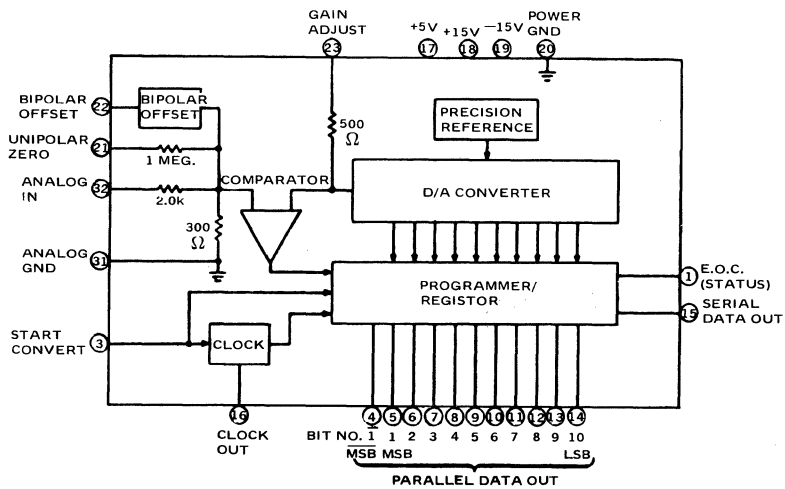 GAIN
ADJUST
23
+5V
17
+15V
18
−15V
19
POWER
GND
20
BIPOLAR
OFFSET
22
BIPOLAR
OFFSET
UNIPOLAR
ZERO
21
1 MEG.
ANALOG
IN
32
2.0k
COMPARATOR
500
Ω
PRECISION
REFERENCE
D/A CONVERTER
300
Ω
ANALOG
GND
31
PROGRAMMER/
REGISTOR
1 E.O.C.
(STATUS)
15 SERIAL
DATA OUT
START
CONVERT
3
CLOCK
16
CLOCK
OUT
4 5 6 7 8 9 10 11 12 13 14
BIT NO. 1 1 2 3 4 5 6 7 8 9 10
MSB MSB LSB
PARALLEL DATA OUT